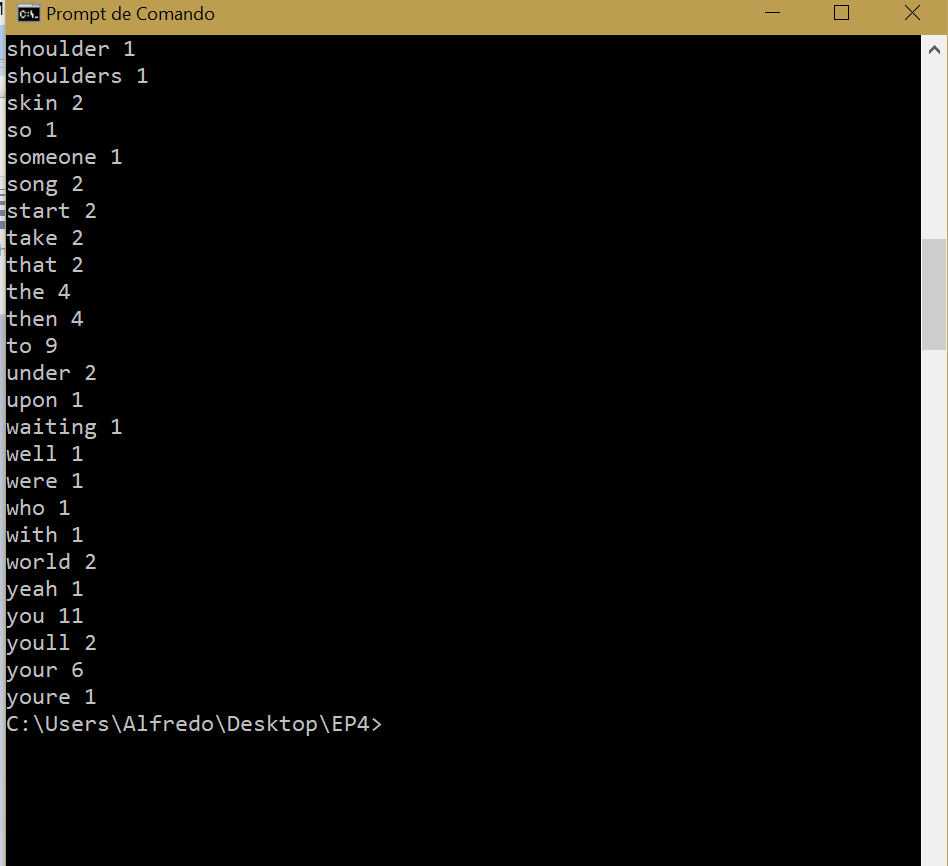 Prompt de Comando
shoulder 1
shoulders 1
skin 2
so 1
someone 1
song 2
start 2
take 2
that 2
the 4
then 4
to 9
under 2
upon 1
waiting 1
well 1
were 1
who 1
with 1
world 2
yeah 1
you 11
youll 2
your 6
youre 1
C:\Users\Alfredo\Desktop\EP4>